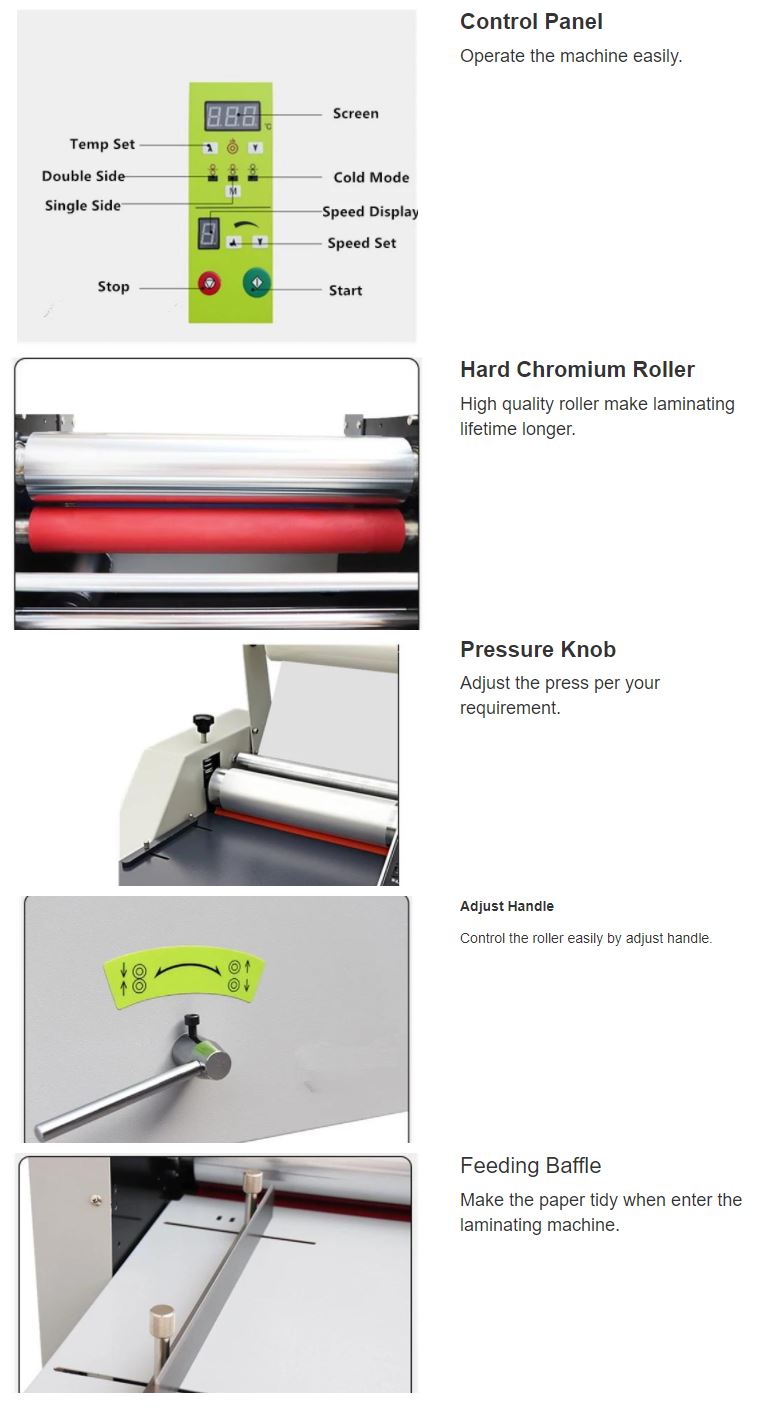 Control Panel
Operate the machine easily.
Screen
°C
Temp Set
Double Side
Cold Mode
M
Single Side
Speed Display
Speed Set
Stop
Start
Hard Chromium Roller
High quality roller make laminating
lifetime longer.
Pressure Knob
Adjust the press per your
requirement.
Adjust Handle
Control the roller easily by adjust handle.
Feeding Baffle
Make the paper tidy when enter the
laminating machine.